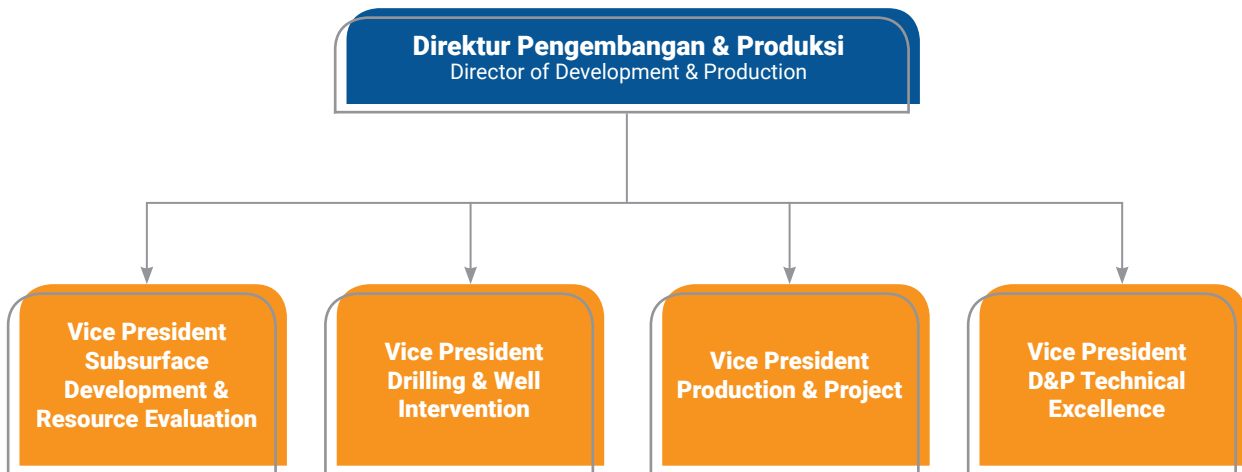 Direktur Pengembangan & Produksi
Director of Development & Production
Vice President
Subsurface
Development &
Resource Evaluation
Vice President
Drilling & Well
Intervention
Vice President
Production & Project
Vice President
D&P Technical
Excellence